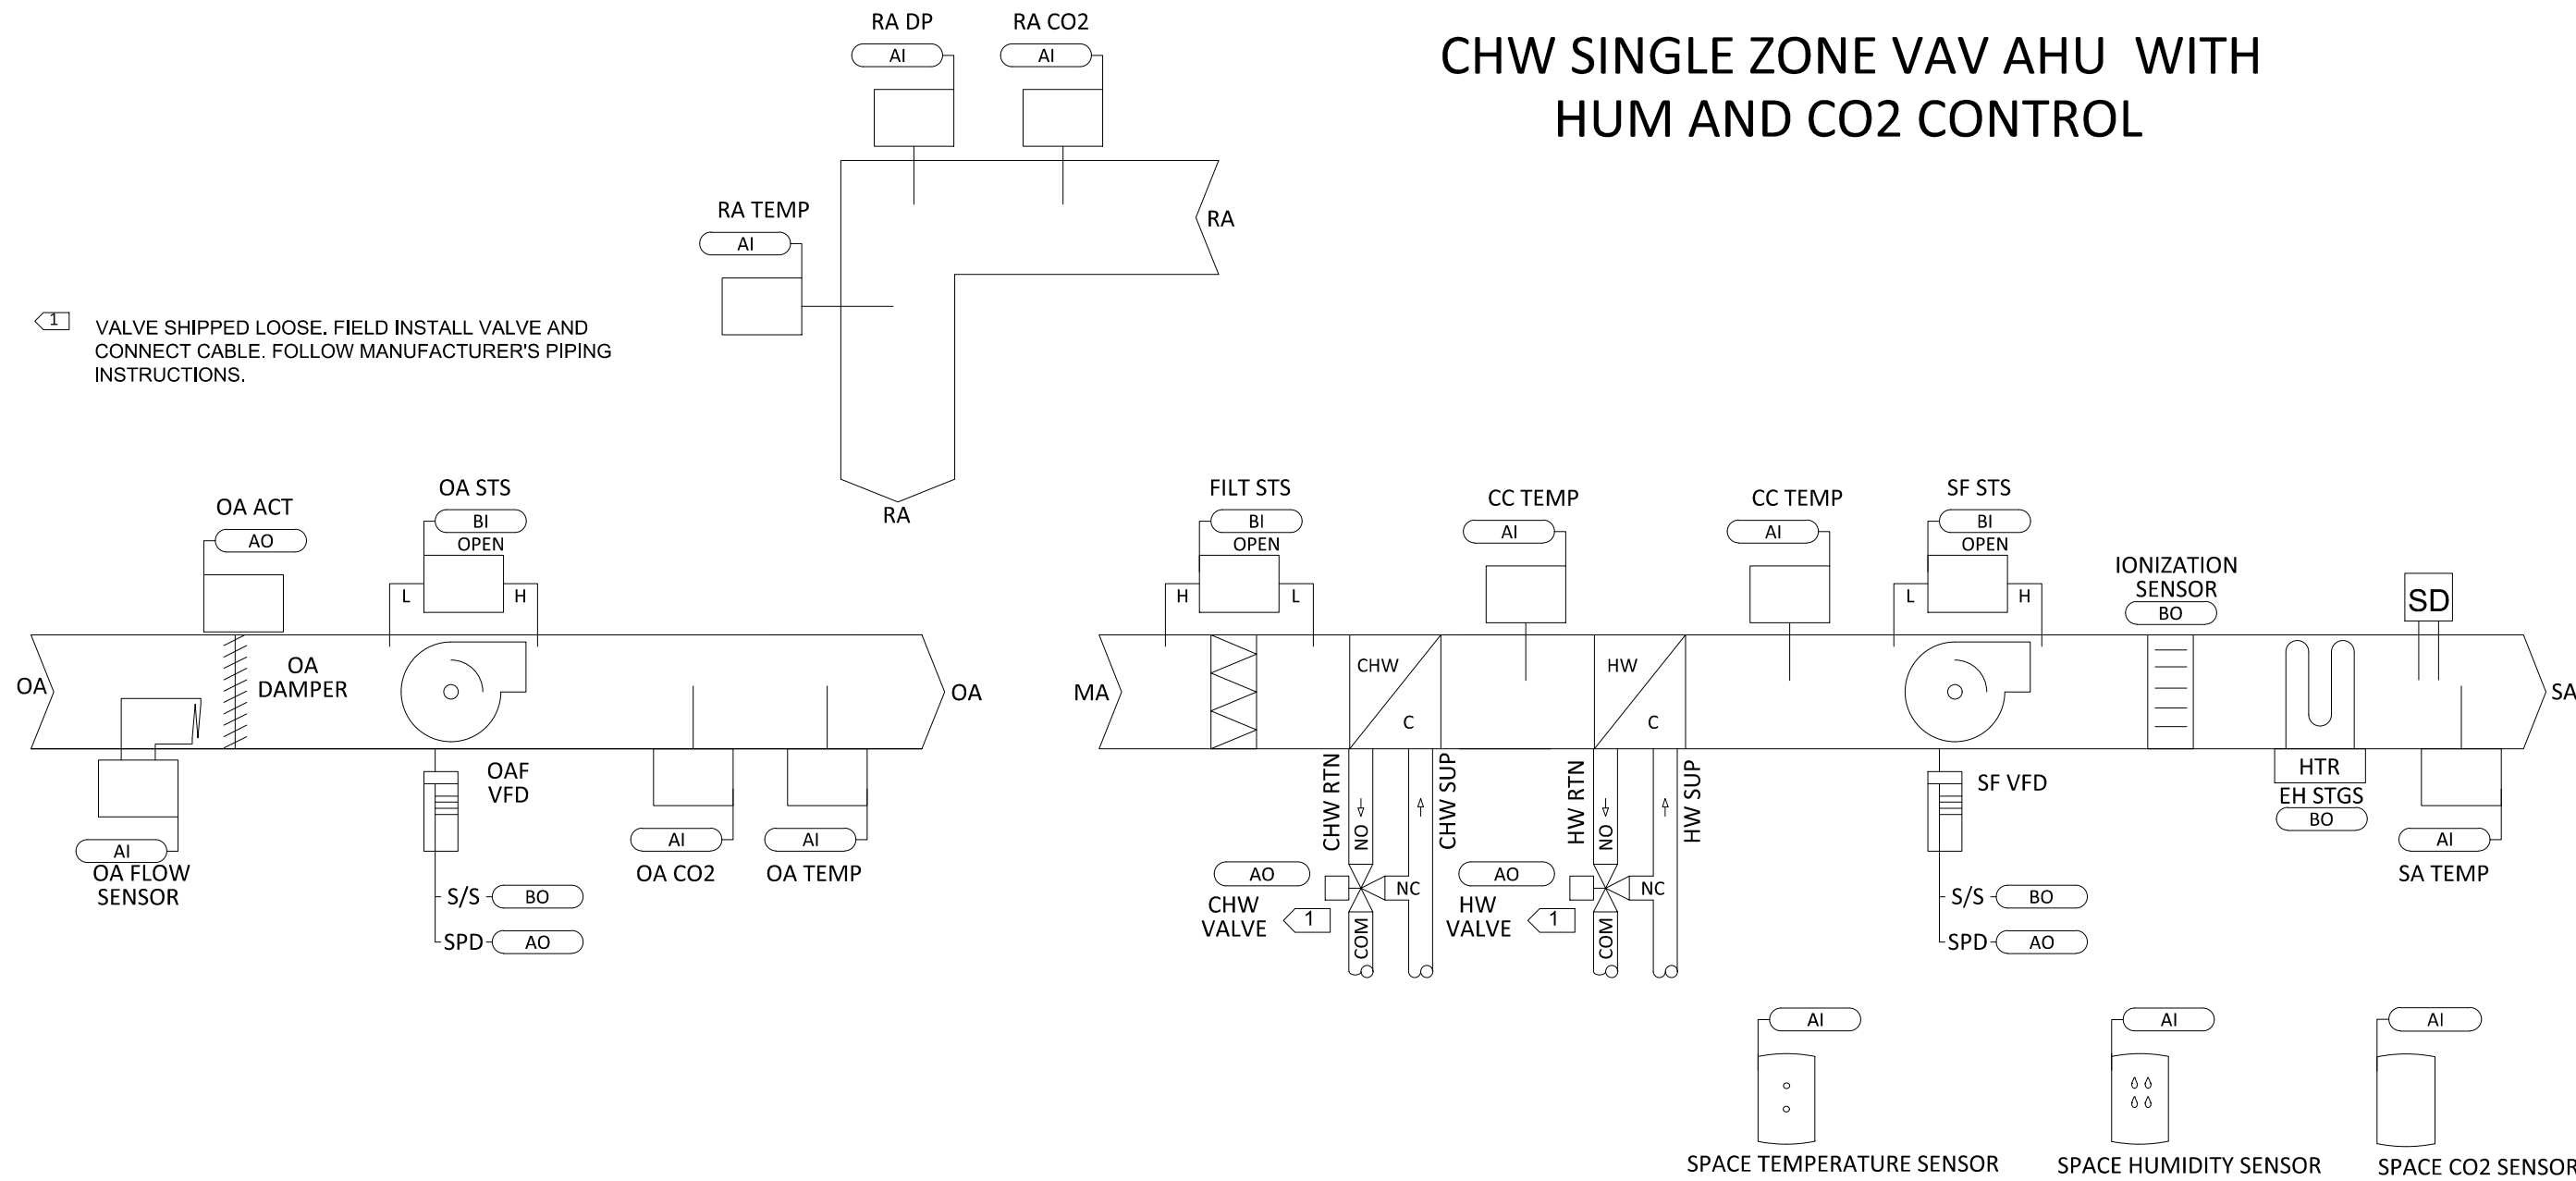 RA DP
AI
RA CO2
AI
CHW SINGLE ZONE VAV AHU WITH
HUM AND CO2 CONTROL
RA TEMP
AI
RA
RA
1
VALVE SHIPPED LOOSE. FIELD INSTALL VALVE AND
CONNECT CABLE. FOLLOW MANUFACTURER'S PIPING
INSTRUCTIONS.
OA ACT
AO
OA STS
BI
OPEN
L
H
OA
OA
DAMPER
OA
AI
OA FLOW
SENSOR
OAF
VFD
S/S
BO
SPD
AO
AI
OA CO2
AI
OA TEMP
FILT STS
BI
OPEN
H
L
CC TEMP
AI
CC TEMP
AI
SF STS
BI
OPEN
L
H
IONIZATION
SENSOR
BO
SD
MA
CHW
C
HW
C
SA
CHW RTN
NO
CHW SUP
AO
CHW
VALVE
1
NC
COM
HW RTN
NO
HW SUP
AO
HW
VALVE
1
NC
COM
SF VFD
S/S
BO
SPD
AO
HTR
EH STGS
BO
AI
SA TEMP
AI
SPACE TEMPERATURE SENSOR
AI
SPACE HUMIDITY SENSOR
AI
SPACE CO2 SENSOR